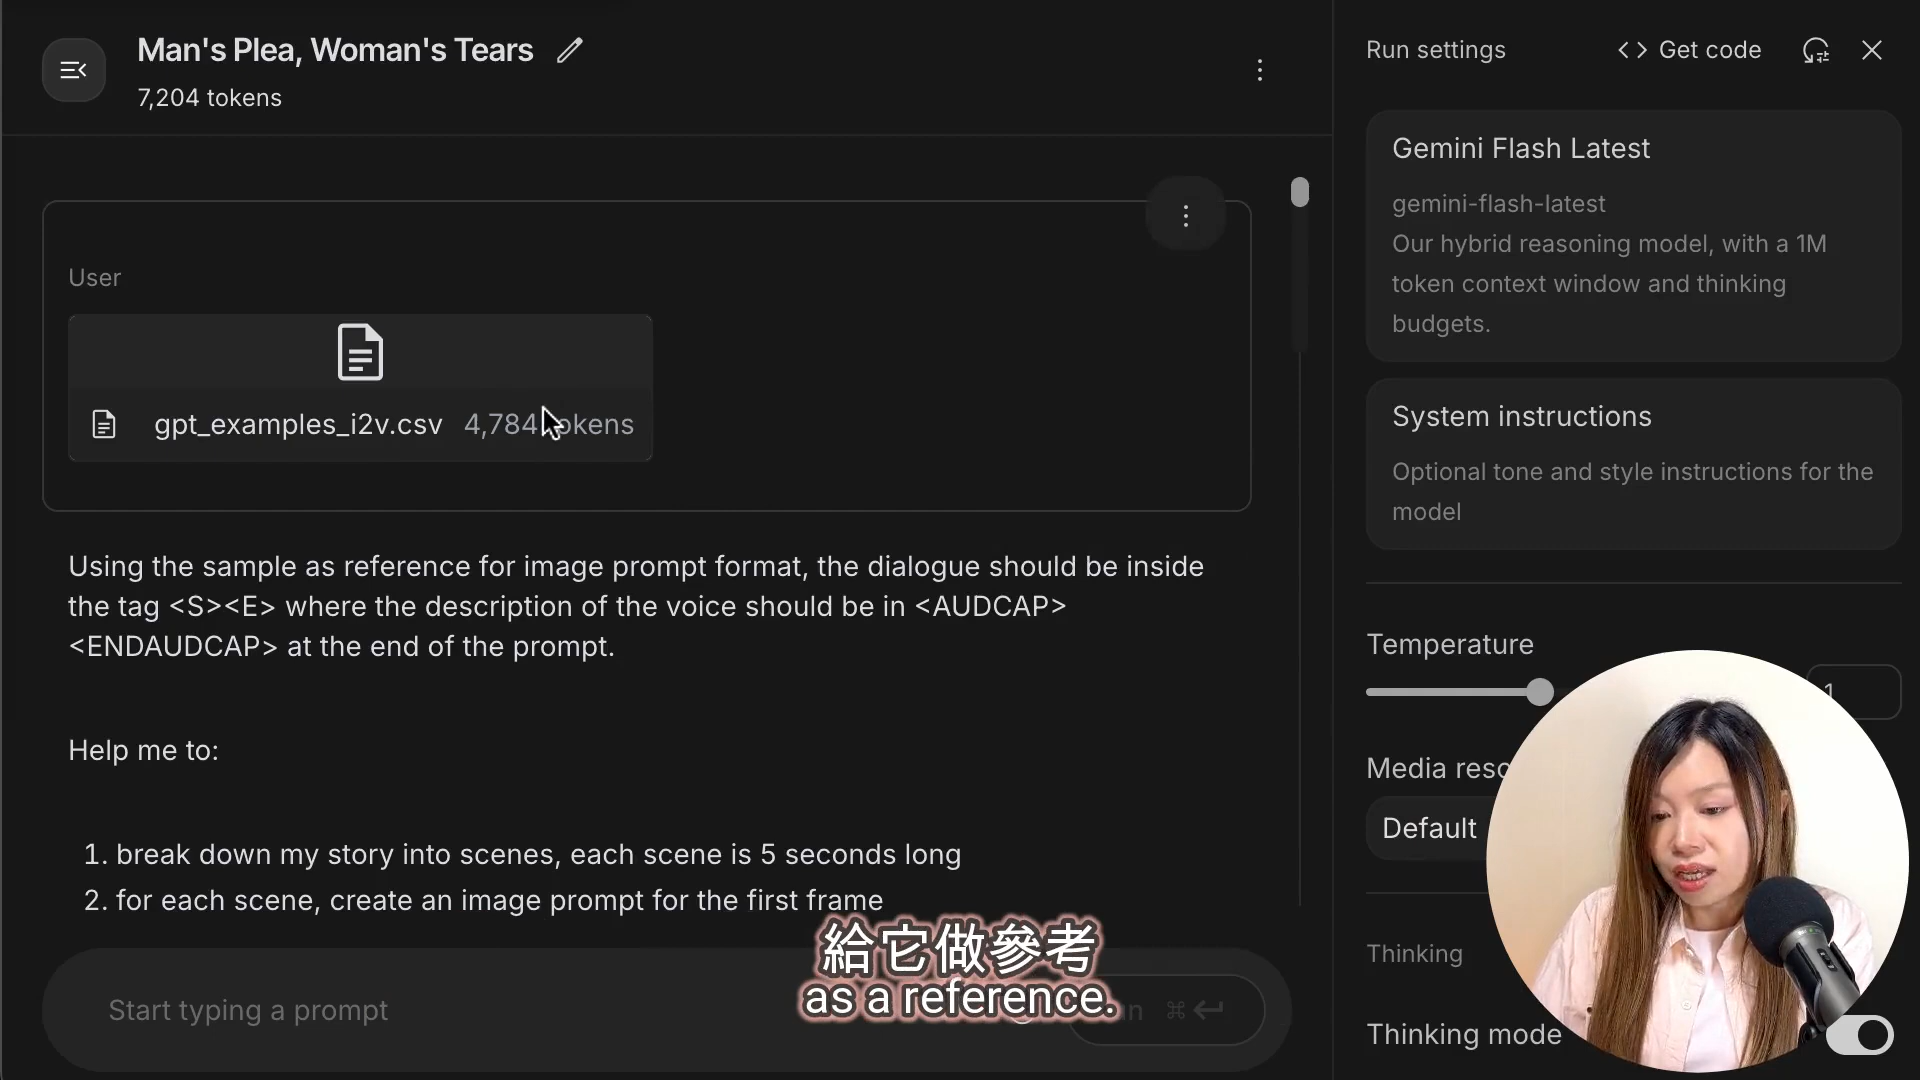 Man's Plea, Woman's Tears
7,204 tokens
User
gpt_examples_i2v.csv 4,784
Using the sample as reference for image prompt format, the dialogue should be inside
the tag <S><E> where the description of the voice should be in <AUDCAP>
<ENDAUDCAP> at the end of the prompt.
Help me to:
1. break down my story into scenes, each scene is 5 seconds long
2. for each scene, create an image prompt for the first frame
給它做參考
as a reference.
Start typing a prompt
Run settings
Get code
Gemini Flash Latest
gemini-flash-latest
Our hybrid reasoning model, with a 1M
token context window and thinking
budgets.
System instructions
Optional tone and style instructions for the
model
Temperature
1
Media
Default
Thinking
Thinking mode